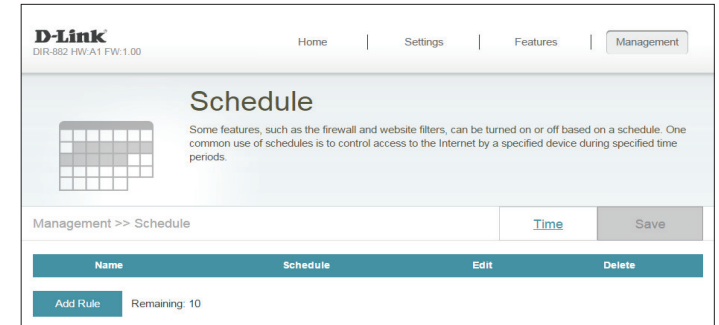 D-Link
DIR-882 HW:A1 FW:1.00
Home | Settings | Features | Management
Schedule
Some features, such as the firewall and website filters, can be turned on or off based on a schedule. One
common use of schedules is to control access to the Internet by a specified device during specified time
periods.
Management >> Schedule Time Save
Name Schedule Edit Delete
Add Rule Remaining: 10